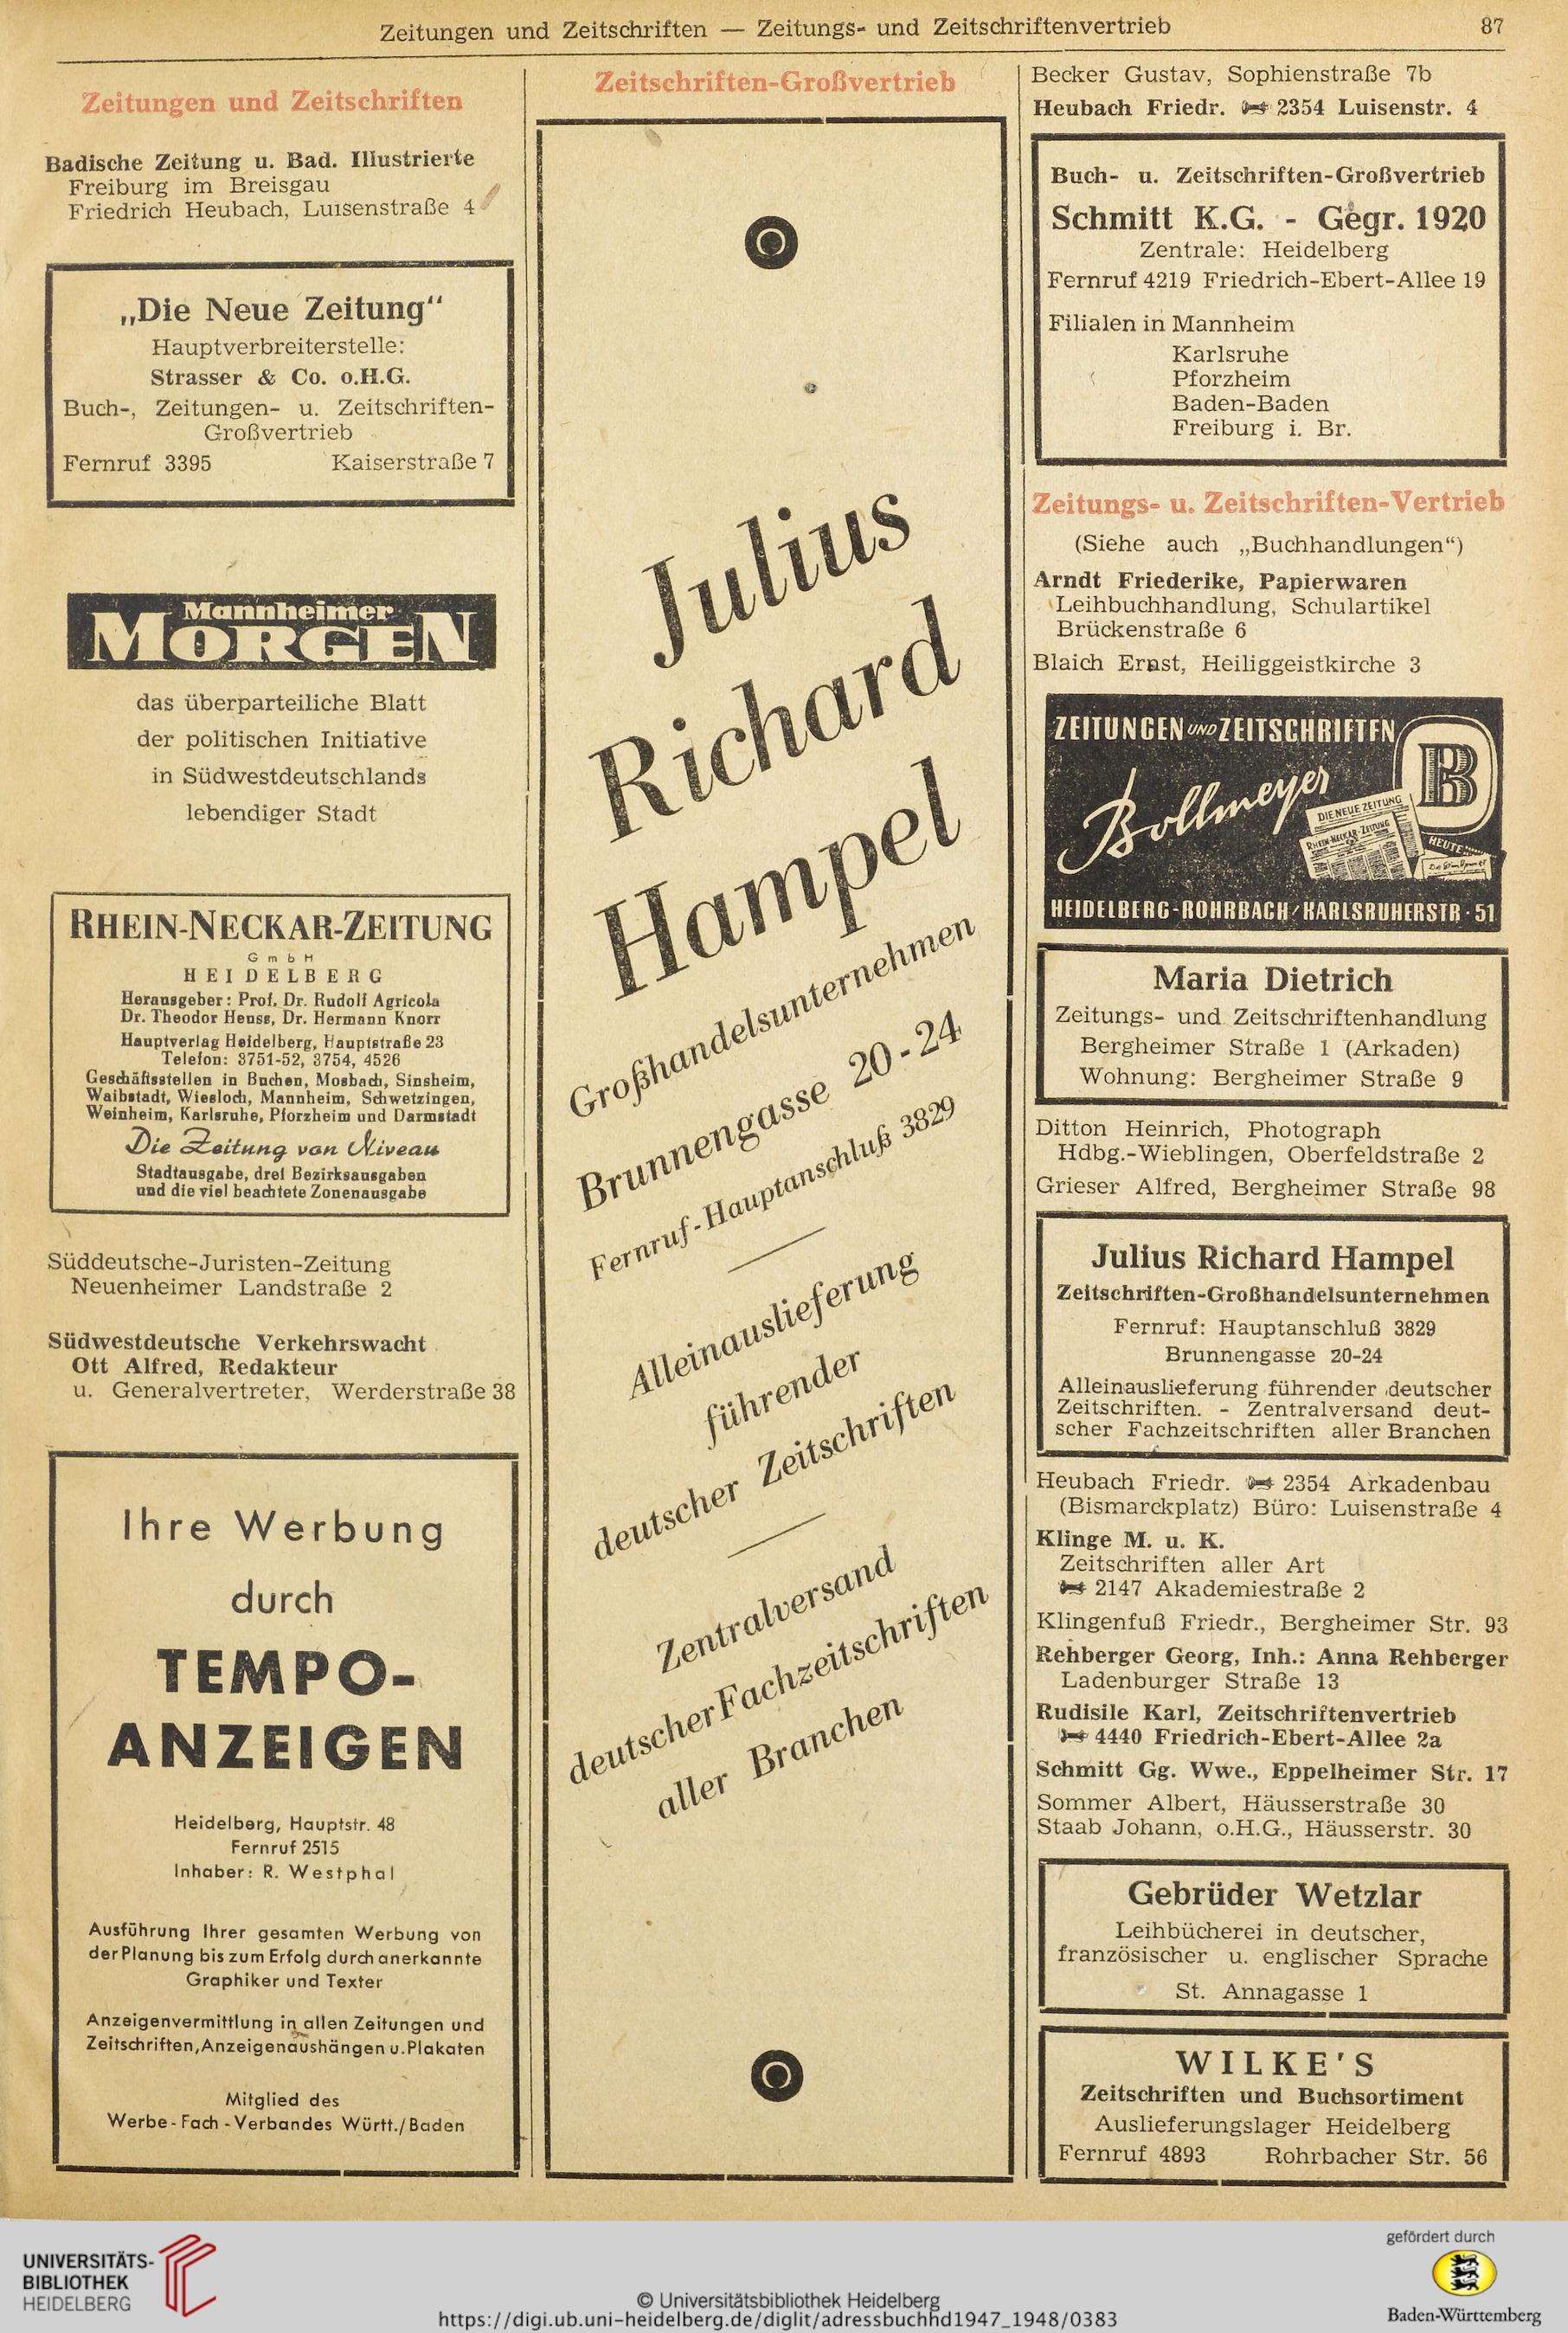 Zeitungen und Zeitschriften — Zeitungs- und Zeitschriftenvertrieb
87
Zeitungen und Zeitschriften
Badische Zeitung u. Bad. Illustrierte
Freiburg im Breisgau
Friedrich Heubach, Luisenstraße 4
„Die Neue Zeitung“
Hauptverbreiterstelle:
Strasser & Co. o.H.G.
Buch-, Zeitungen- u. Zeitschriften-
Großvertrieb
Fernruf 3395 Kaiserstraße 7
Mannheimer
MORGEN
das überparteiliche Blatt
der politischen Initiative
in Südwestdeutschlands
lebendiger Stadt
RHEIN-NECKAR-ZEITUNG
GmbH
HEIDELBERG
Herausgeber: Prof. Dr. Rudolf Agricola
Dr. Theodor Heuss, Dr. Hermann Knorr
Hauptverlag Heidelberg, Hauptstraße 23
Telefon: 3751-52, 3754, 4526
Geschäftsstellen in Buchen, Mosbach, Sinsheim,
Waibstadt, Wiesloch, Mannheim, Schwetzingen,
Weinheim, Karlsruhe, Pforzheim und Darmstadt
Die Zeitung von Niveau
Stadtausgabe, drei Bezirksausgaben
und die viel beachtete Zonenausgabe
Süddeutsche-Juristen-Zeitung
Neuenheimer Landstraße 2
Südwestdeutsche Verkehrswacht
Ott Alfred, Redakteur
u. Generalvertreter, Werderstraße 38
Ihre Werbung
durch
TEMPO-
ANZEIGEN
Heidelberg, Hauptstr. 48
Fernruf 2515
Inhaber: R. Westphal
Ausführung Ihrer gesamten Werbung von
der Planung bis zum Erfolg durch anerkannte
Graphiker und Texter
Anzeigenvermittlung in allen Zeitungen und
Zeitschriften, Anzeigenaushängen u. Plakaten
Mitglied des
Werbe-Fach-Verbandes Württ./Baden
Zeitschriften-Großvertrieb
Julius
Richard
Hampel
Großhandelsunternehmen
Brunnengasse 20-24
Fernruf-Hauptanschluß 3829
Alleinauslieferung
führender
deutscher Zeitschriften
Zentralversand
deutscher Fachzeitschriften
aller Branchen
Becker Gustav, Sophienstraße 7b
Heubach Friedr. 2354 Luisenstr. 4
Buch- u. Zeitschriften-Großvertrieb
Schmitt K.G. - Gegr. 1920
Zentrale: Heidelberg
Fernruf 4219 Friedrich-Ebert-Allee 19
Filialen in Mannheim
Karlsruhe
Pforzheim
Baden-Baden
Freiburg i. Br.
Zeitungs- u. Zeitschriften-Vertrieb
(Siehe auch „Buchhandlungen“)
Arndt Friederike, Papierwaren
Leihbuchhandlung, Schulartikel
Brückenstraße 6
Blaich Ernst, Heiliggeistkirche 3
ZEITUNGEN UND ZEITSCHRIFTEN
B
Bollmeyer
DIE NEUE ZEITUNG
RHEIN-NECKAR-ZEITUNG
HEUTE
HEIDELBERG-ROHRBACH/KARLSRUHERSTR·51
Maria Dietrich
Zeitungs- und Zeitschriftenhandlung
Bergheimer Straße 1 (Arkaden)
Wohnung: Bergheimer Straße 9
Ditton Heinrich, Photograph
Hdbg.-Wieblingen, Oberfeldstraße 2
Grieser Alfred, Bergheimer Straße 98
Julius Richard Hampel
Zeitschriften-Großhandelsunternehmen
Fernruf: Hauptanschluß 3829
Brunnengasse 20-24
Alleinauslieferung führender deutscher
Zeitschriften. - Zentralversand deut-
scher Fachzeitschriften aller Branchen
Heubach Friedr. 2354 Arkadenbau
(Bismarckplatz) Büro: Luisenstraße 4
Klinge M. u. K.
Zeitschriften aller Art
2147 Akademiestraße 2
Klingenfuß Friedr., Bergheimer Str. 93
Rehberger Georg, Inh.: Anna Rehberger
Ladenburger Straße 13
Rudisile Karl, Zeitschriftenvertrieb
4440 Friedrich-Ebert-Allee 2a
Schmitt Gg. Wwe., Eppelheimer Str. 17
Sommer Albert, Häusserstraße 30
Staab Johann, o.H.G., Häusserstr. 30
Gebrüder Wetzlar
Leihbücherei in deutscher,
französischer u. englischer Sprache
St. Annagasse 1
WILKE'S
Zeitschriften und Buchsortiment
Auslieferungslager Heidelberg
Fernruf 4893 Rohrbacher Str. 56
UNIVERSITÄTS-
BIBLIOTHEK
HEIDELBERG
© Universitätsbibliothek Heidelberg
https://digi.ub.uni-heidelberg.de/diglit/adressbuchhd1947_1948/0383
gefördert durch
Baden-Württemberg